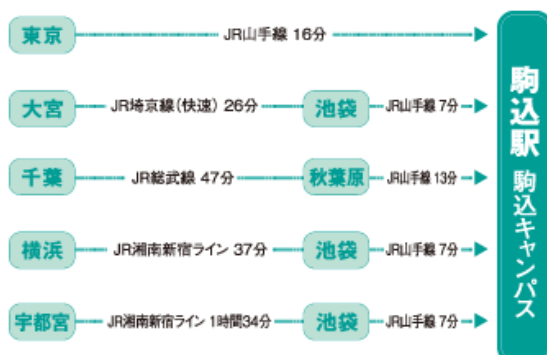 東京 JR山手線 16分
大宮 JR埼京線(快速) 26分 池袋 JR山手線 7分
千葉 JR総武線 47分 秋葉原 JR山手線 13分
横浜 JR湘南新宿ライン 37分 池袋 JR山手線 7分
宇都宮 JR湘南新宿ライン 1時間34分 池袋 JR山手線 7分
駒込駅 駒込キャンパス